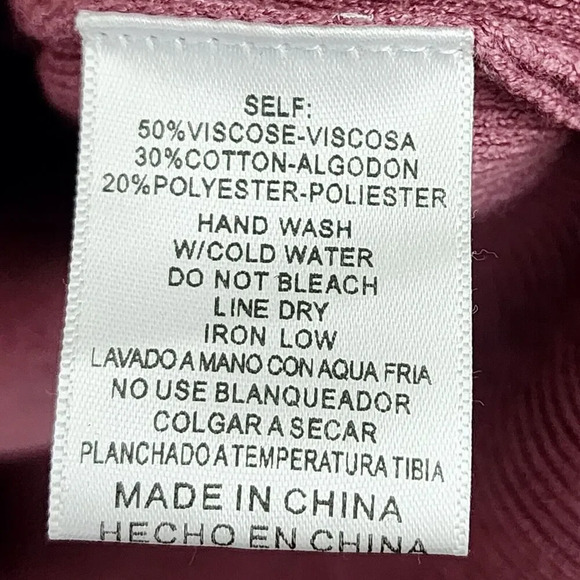 SELF:
50%VISCOSE-VISCOSA
30%COTTON-ALGODON
20%POLYESTER-POLIESTER
HAND WASH
W/COLD WATER
DO NOT BLEACH
LINE DRY
IRON LOW
LAVADO A MANO CON AQUA FRIA
NO USE BLANQUEADOR
COLGAR A SECAR
PLANCHADO A TEMPERATURA TIBIA
MADE IN CHINA
HECHO EN CHINA